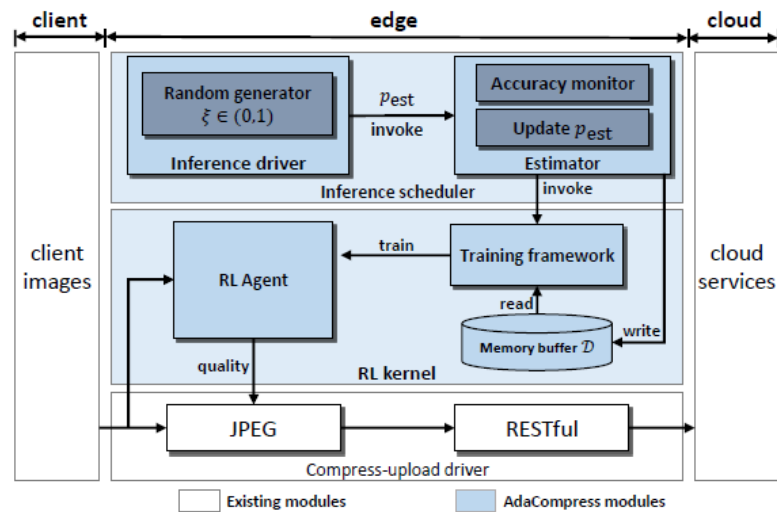 client
edge
cloud
Random generator
ξ ∈ (0,1)
Inference driver
p_est
invoke
Accuracy monitor
Update p_est
Estimator
Inference scheduler
invoke
client
images
cloud
services
RL Agent
train
Training framework
read
Memory buffer 𝒟
write
quality
RL kernel
JPEG
RESTful
Compress-upload driver
Existing modules
AdaCompress modules